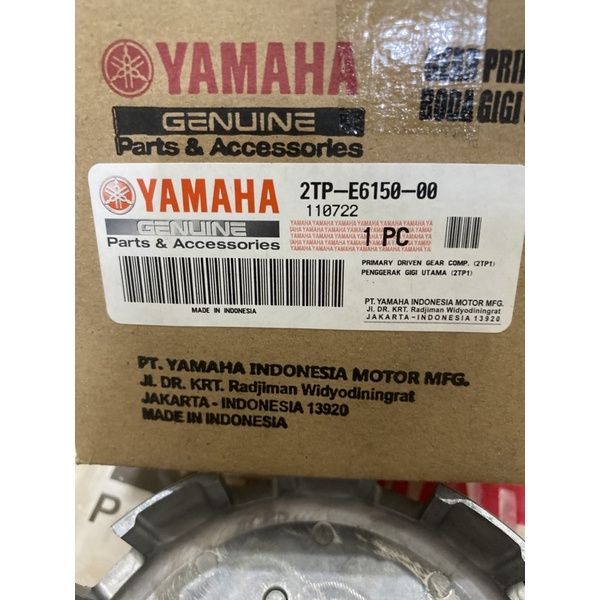 YAMAHA
GENUINE
Parts & Accessories
GEAR PRI
RODA GIGI
YAMAHA
GENUINE
Parts & Accessories
2TP-E6150-00
110722
1 PC
PRIMARY DRIVEN GEAR COMP. (2TP1)
PENGGERAK GIGI UTAMA (2TP1)
MADE IN INDONESIA
PT. YAMAHA INDONESIA MOTOR MFG.
Jl. DR. KRT. Radjiman Widyodiningrat
JAKARTA-INDONESIA 13920
PT. YAMAHA INDONESIA MOTOR MFG.
Jl. DR. KRT. Radjiman Widyodiningrat
JAKARTA - INDONESIA 13920
MADE IN INDONESIA
P